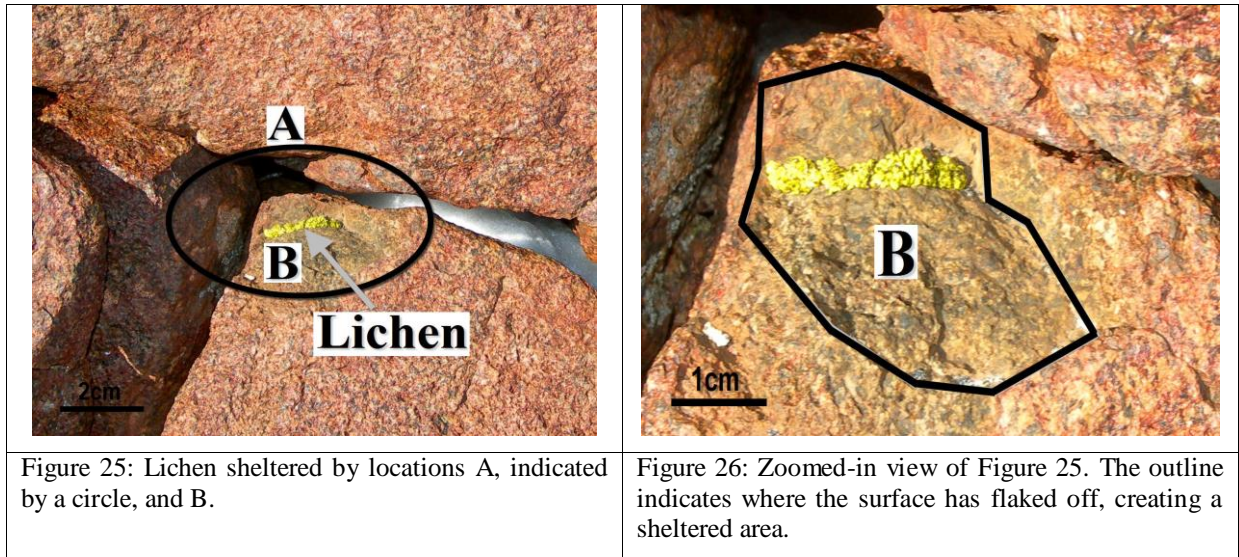 A
B
Lichen
2cm
B
1cm
Figure 25: Lichen sheltered by locations A, indicated
by a circle, and B.
Figure 26: Zoomed-in view of Figure 25. The outline
indicates where the surface has flaked off, creating a
sheltered area.